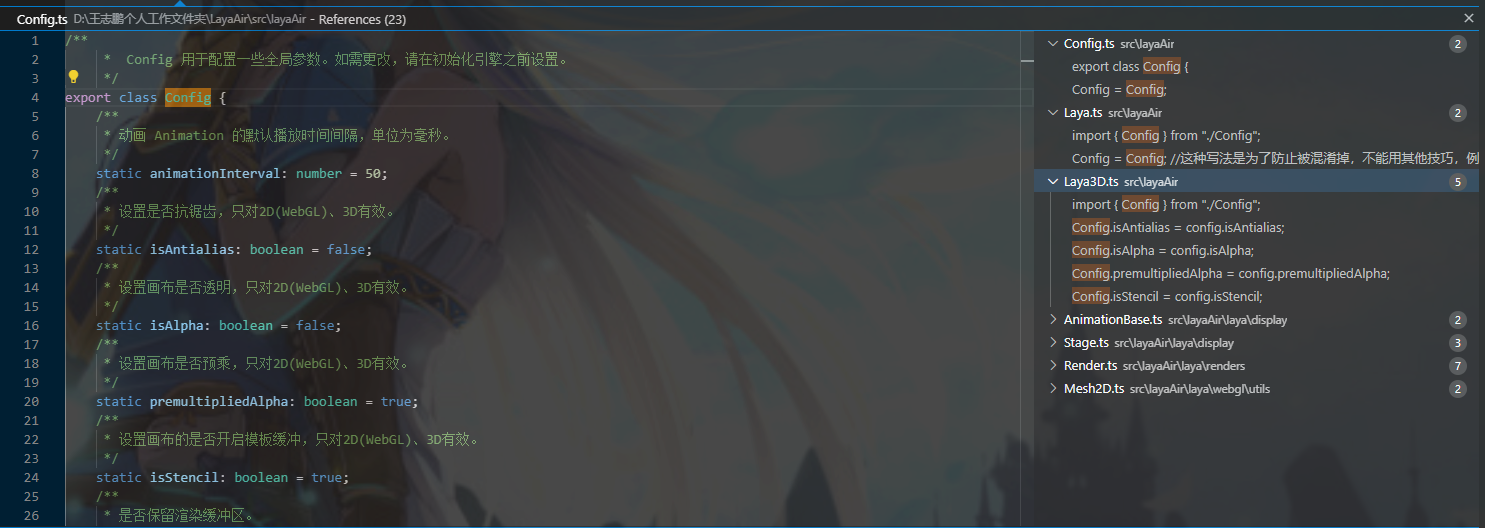 Config.ts D:\王志鹏个人工作文件夹\LayaAir\src\layaAir - References (23)
1 /**
2 * Config 用于配置一些全局参数。如需更改，请在初始化引擎之前设置。
3 */
4 export class Config {
5 /**
6 * 动画 Animation 的默认播放时间间隔，单位为毫秒。
7 */
8 static animationInterval: number = 50;
9 /**
10 * 设置是否抗锯齿，只对2D(WebGL)、3D有效。
11 */
12 static isAntialias: boolean = false;
13 /**
14 * 设置画布是否透明，只对2D(WebGL)、3D有效。
15 */
16 static isAlpha: boolean = false;
17 /**
18 * 设置画布是否预乘，只对2D(WebGL)、3D有效。
19 */
20 static premultipliedAlpha: boolean = true;
21 /**
22 * 设置画布的是否开启模板缓冲，只对2D(WebGL)、3D有效。
23 */
24 static isStencil: boolean = true;
25 /**
26 * 是否保留渲染缓冲区。
Config.ts src\layaAir 2
export class Config {
Config = Config;
Laya.ts src\layaAir 2
import { Config } from "./Config";
Config = Config; //这种写法是为了防止被混淆掉，不能用其他技巧，例
Laya3D.ts src\layaAir 5
import { Config } from "./Config";
Config.isAntialias = config.isAntialias;
Config.isAlpha = config.isAlpha;
Config.premultipliedAlpha = config.premultipliedAlpha;
Config.isStencil = config.isStencil;
AnimationBase.ts src\layaAir\laya\display 2
Stage.ts src\layaAir\laya\display 3
Render.ts src\layaAir\laya\renders 7
Mesh2D.ts src\layaAir\laya\webgl\utils 2